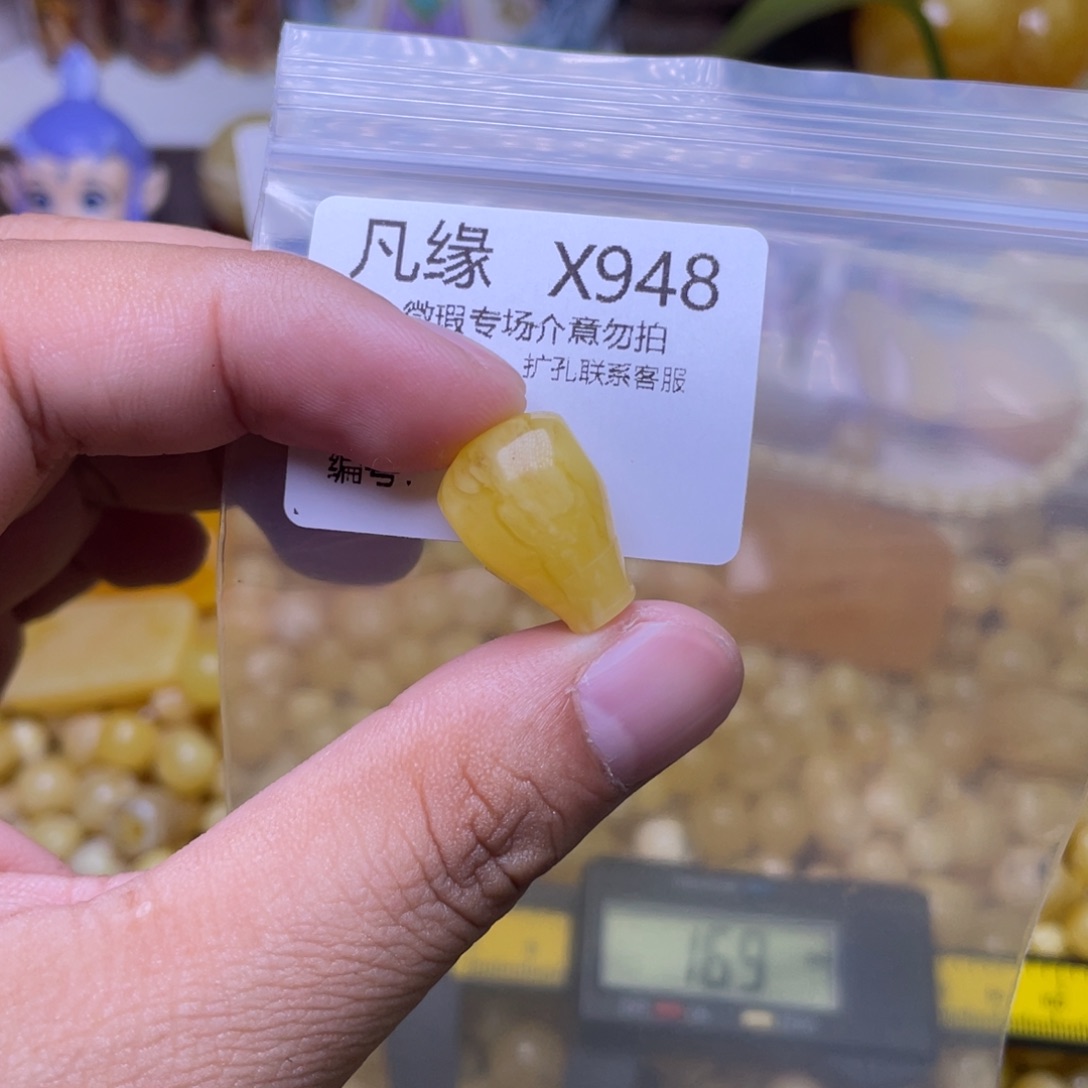 凡缘 X948
微瑕专场介意勿拍
扩孔联系客服
编号: